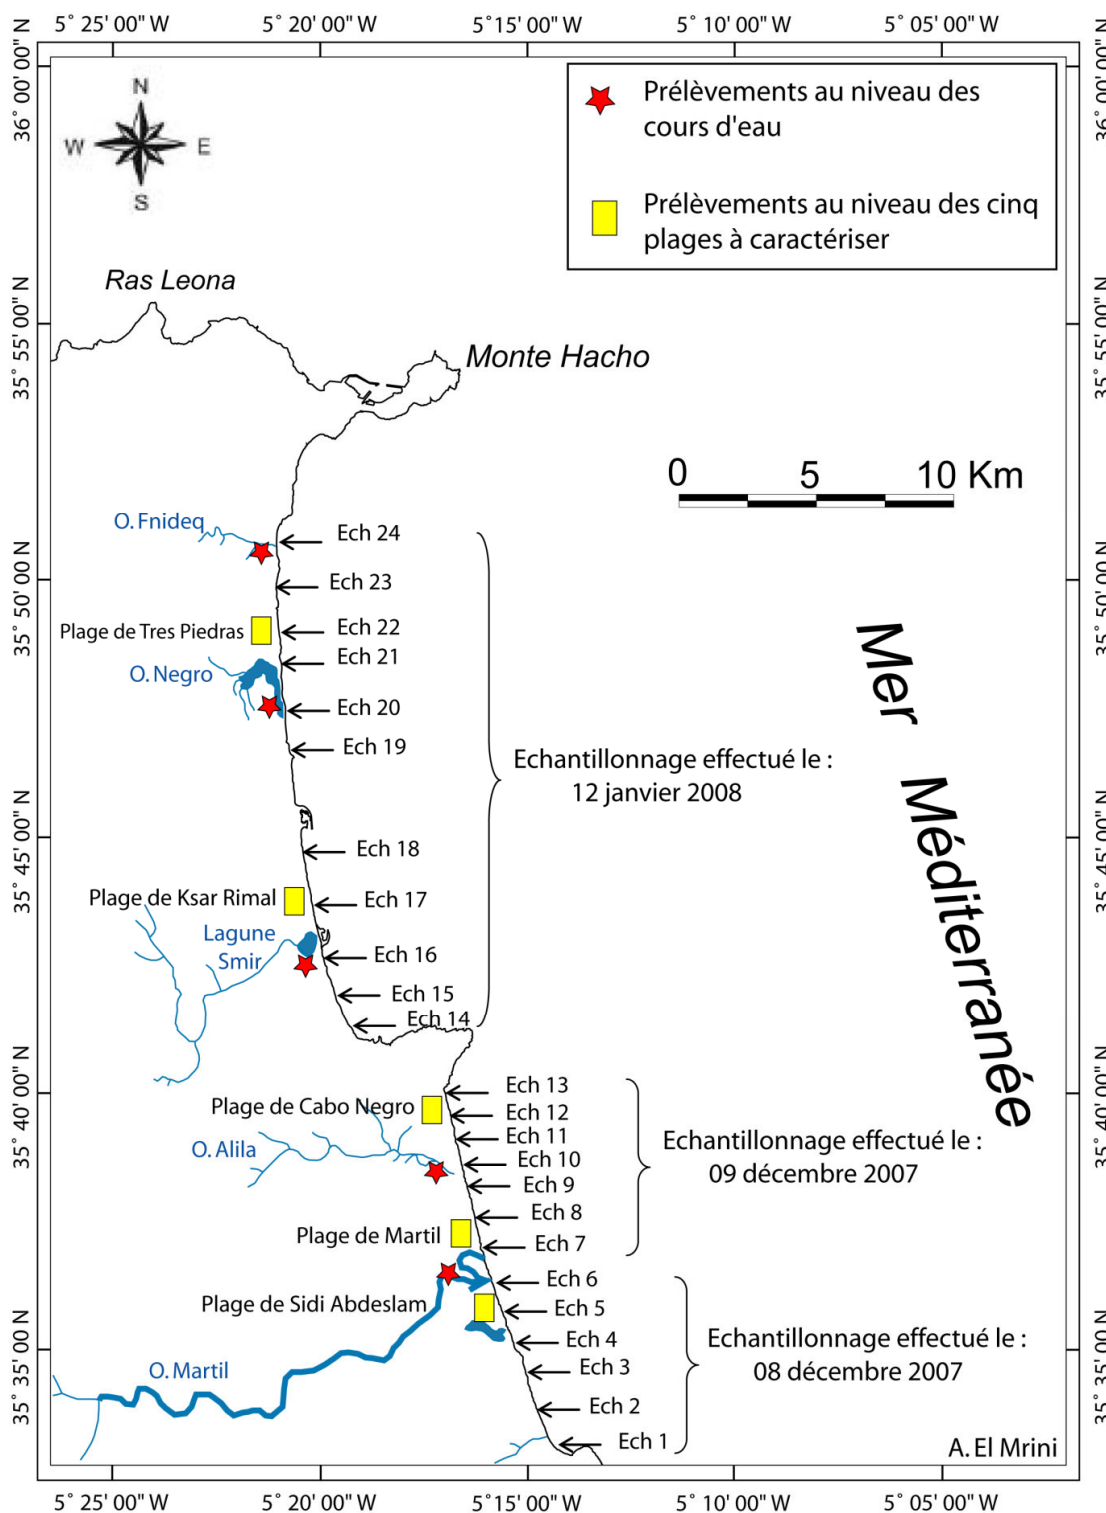 5° 25' 00" W
5° 20' 00" W
5° 15' 00" W
5° 10' 00" W
5° 05' 00" W
36° 00' 00" N
36° 00' 00" N
N
W
E
S
Prélèvements au niveau des
cours d'eau
Prélèvements au niveau des cinq
plages à caractériser
Ras Leona
Monte Hacho
35° 55' 00" N
35° 55' 00" N
0
5
10 Km
O. Fnideq
Ech 24
35° 50' 00" N
35° 50' 00" N
Ech 23
Plage de Tres Piedras
Ech 22
Ech 21
O. Negro
Ech 20
Ech 19
Mer
Méditerranée
Echantillonnage effectué le :
12 janvier 2008
35° 45' 00" N
35° 45' 00" N
Ech 18
Plage de Ksar Rimal
Ech 17
Lagune
Smir
Ech 16
Ech 15
Ech 14
35° 40' 00" N
35° 40' 00" N
Ech 13
Plage de Cabo Negro
Ech 12
Ech 11
O. Alila
Ech 10
Ech 9
Echantillonnage effectué le :
09 décembre 2007
Ech 8
Plage de Martil
Ech 7
Ech 6
Plage de Sidi Abdeslam
Ech 5
Ech 4
Echantillonnage effectué le :
08 décembre 2007
35° 35' 00" N
35° 35' 00" N
O. Martil
Ech 3
Ech 2
Ech 1
A. El Mrini
5° 25' 00" W
5° 20' 00" W
5° 15' 00" W
5° 10' 00" W
5° 05' 00" W